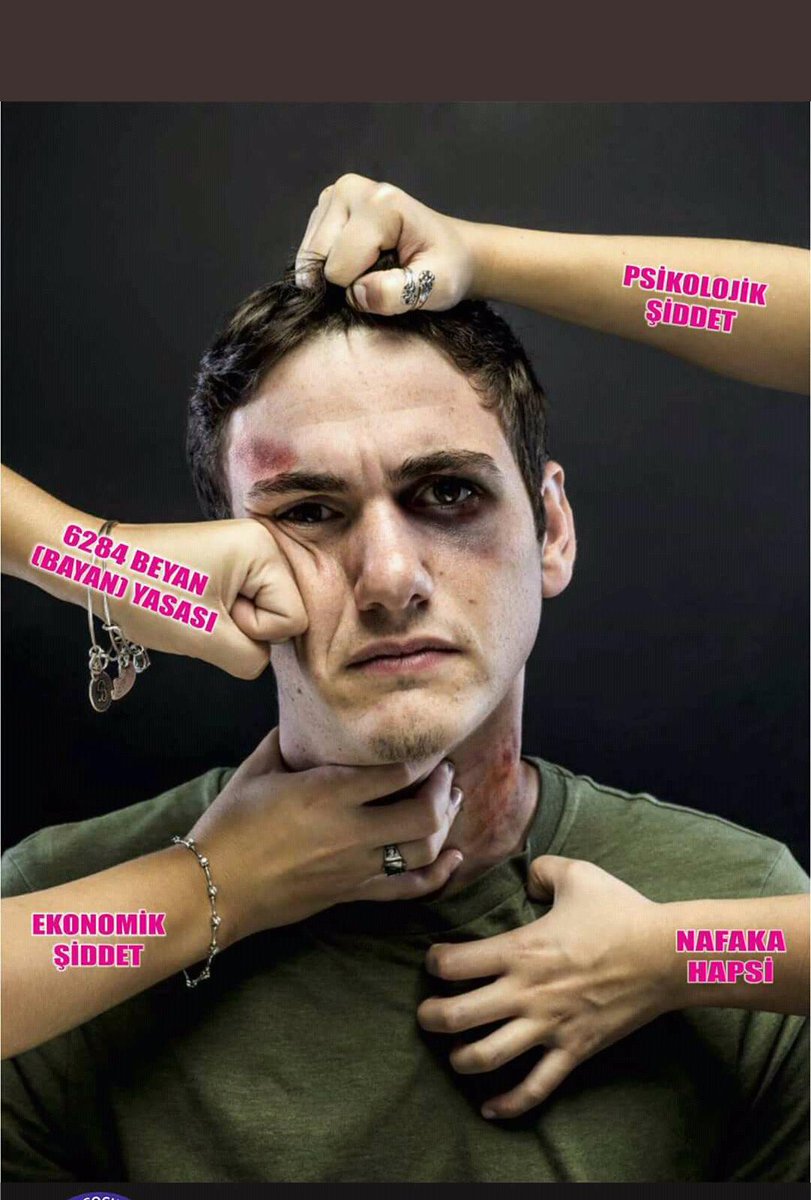 PSİKOLOJİK
ŞİDDET
6284 BEYAN
(BAYAN) YASASI
EKONOMİK
ŞİDDET
NAFAKA
HAPSİ